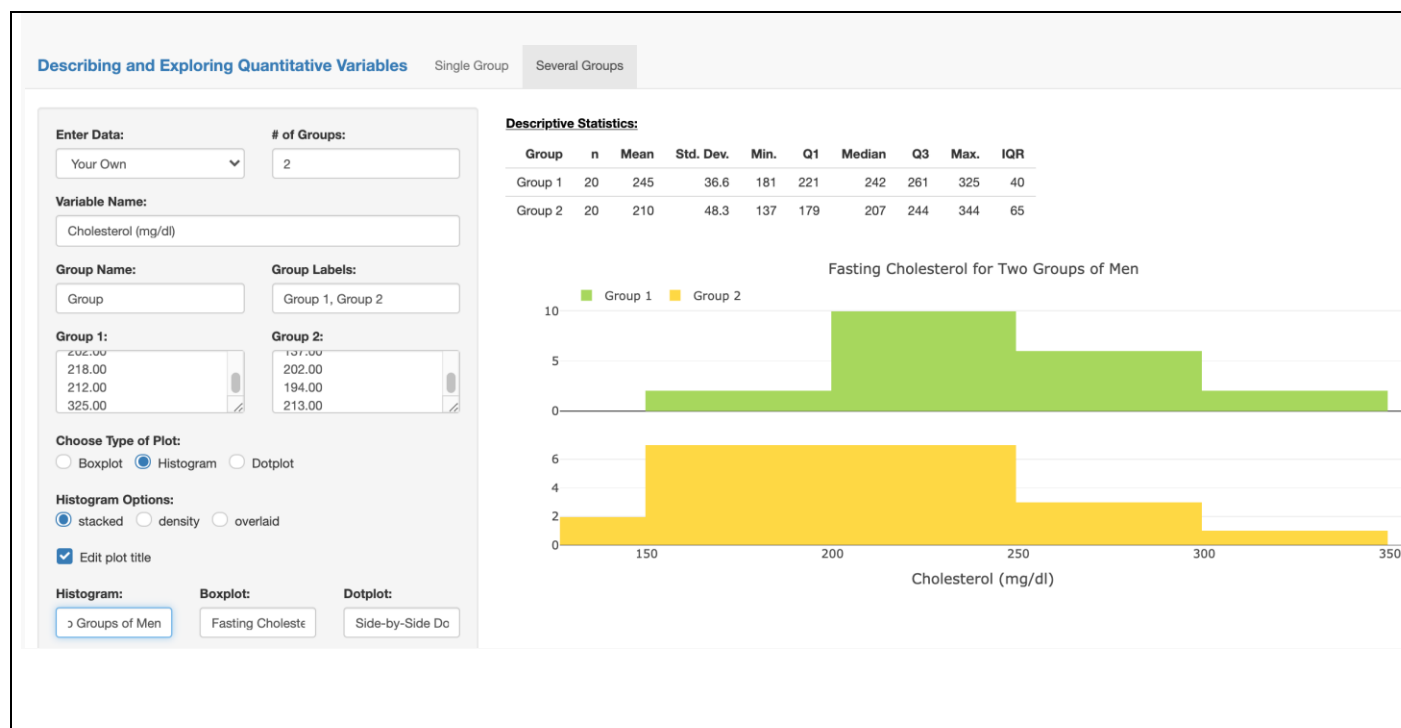 Describing and Exploring Quantitative Variables Single Group Several Groups
Enter Data: # of Groups:
Your Own 2
Variable Name:
Cholesterol (mg/dl)
Group Name: Group Labels:
Group Group 1, Group 2
Group 1: Group 2:
202.00 137.00
218.00 202.00
212.00 194.00
325.00 213.00
Choose Type of Plot:
Boxplot Histogram Dotplot
Histogram Options:
stacked density overlaid
Edit plot title
Histogram: Boxplot: Dotplot:
o Groups of Men Fasting Choleste Side-by-Side Do
Descriptive Statistics:
Group n Mean Std. Dev. Min. Q1 Median Q3 Max. IQR
Group 1 20 245 36.6 181 221 242 261 325 40
Group 2 20 210 48.3 137 179 207 244 344 65
Fasting Cholesterol for Two Groups of Men
Group 1 Group 2
10
5
0
6
4
2
0
150 200 250 300 350
Cholesterol (mg/dl)